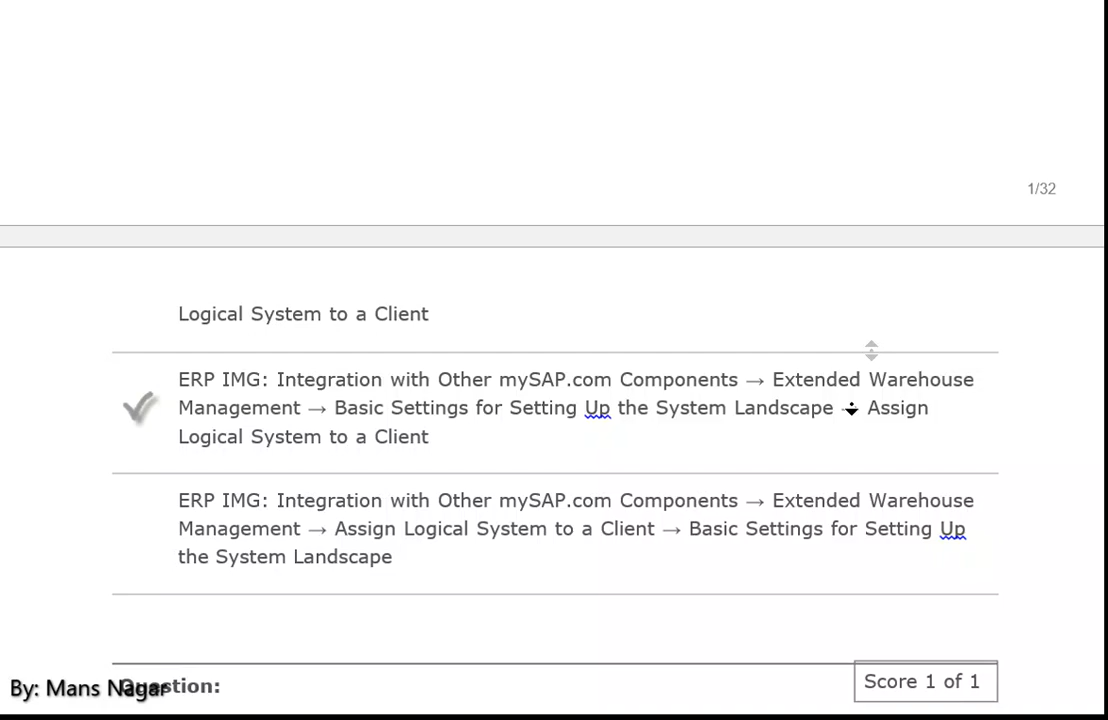 1/32
Logical System to a Client
ERP IMG: Integration with Other mySAP.com Components → Extended Warehouse
Management → Basic Settings for Setting Up the System Landscape → Assign
Logical System to a Client
ERP IMG: Integration with Other mySAP.com Components → Extended Warehouse
Management → Assign Logical System to a Client → Basic Settings for Setting Up
the System Landscape
Question:
Score 1 of 1
By: Mans Nagar